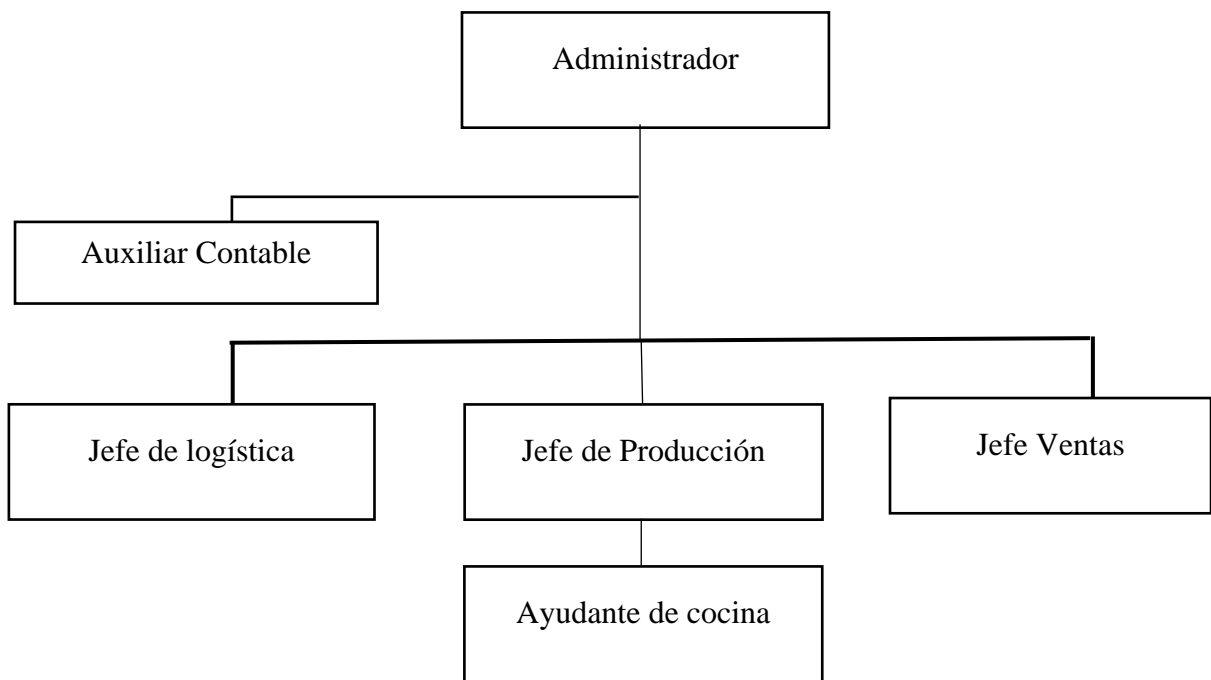 Administrador
Auxiliar Contable
Jefe de logística
Jefe de Producción
Jefe Ventas
Ayudante de cocina